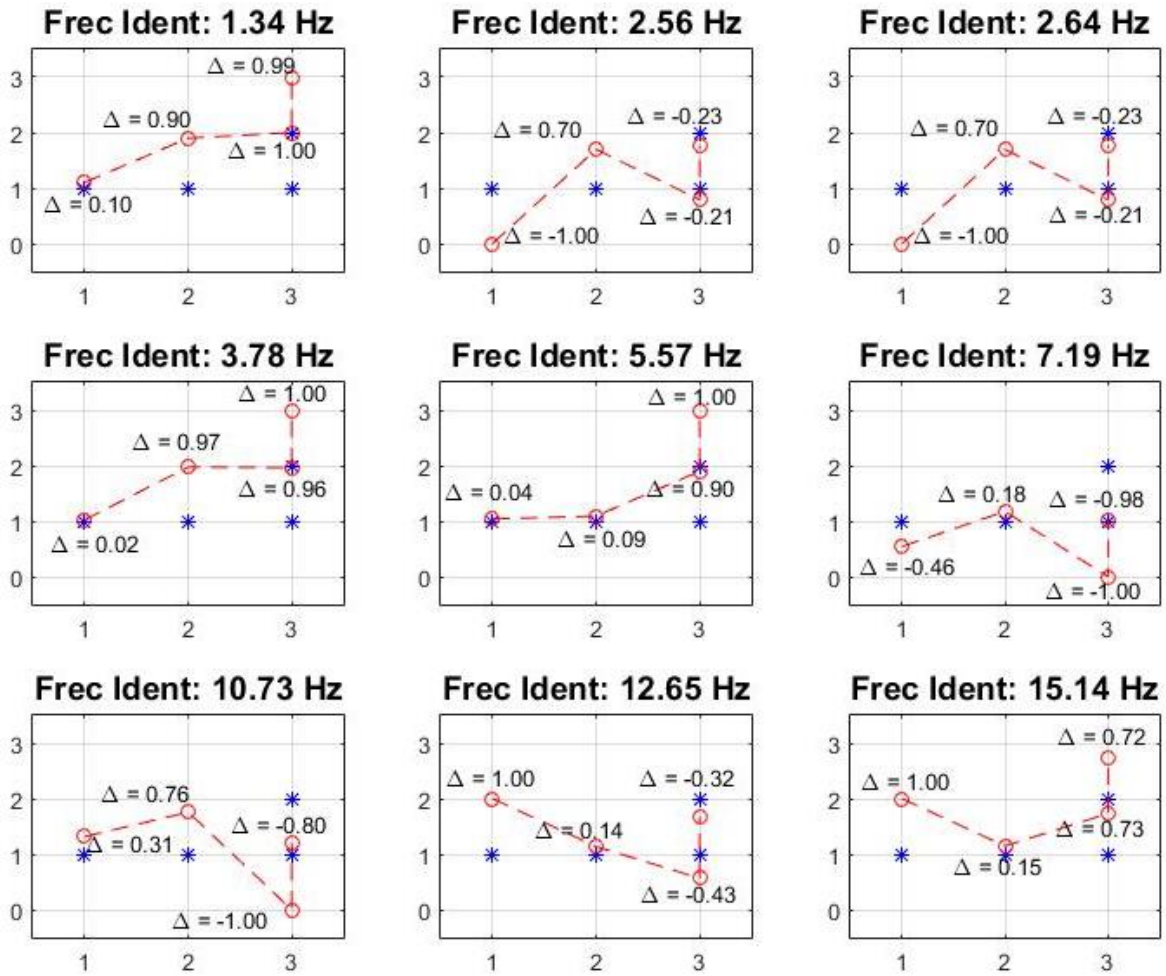 Frec Ident: 1.34 Hz
3
2
1
0
Δ = 0.99
Δ = 0.90
Δ = 1.00
Δ = 0.10
1 2 3
Frec Ident: 2.56 Hz
3
2
1
0
Δ = 0.70
Δ = -0.23
Δ = -0.21
Δ = -1.00
1 2 3
Frec Ident: 2.64 Hz
3
2
1
0
Δ = 0.70
Δ = -0.23
Δ = -0.21
Δ = -1.00
1 2 3
Frec Ident: 3.78 Hz
3
2
1
0
Δ = 1.00
Δ = 0.97
Δ = 0.96
Δ = 0.02
1 2 3
Frec Ident: 5.57 Hz
3
2
1
0
Δ = 1.00
Δ = 0.04
Δ = 0.90
Δ = 0.09
1 2 3
Frec Ident: 7.19 Hz
3
2
1
0
Δ = 0.18
Δ = -0.98
Δ = -0.46
Δ = -1.00
1 2 3
Frec Ident: 10.73 Hz
3
2
1
0
Δ = 0.76
Δ = -0.80
Δ = 0.31
Δ = -1.00
1 2 3
Frec Ident: 12.65 Hz
3
2
1
0
Δ = 1.00
Δ = -0.32
Δ = 0.14
Δ = -0.43
1 2 3
Frec Ident: 15.14 Hz
3
2
1
0
Δ = 0.72
Δ = 1.00
Δ = 0.73
Δ = 0.15
1 2 3